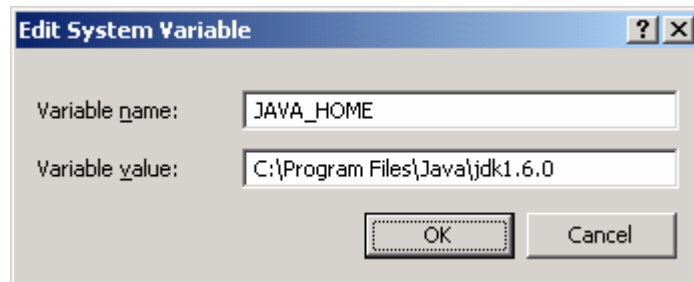 Edit System Variable
Variable name: JAVA_HOME
Variable value: C:\Program Files\Java\jdk1.6.0
OK Cancel